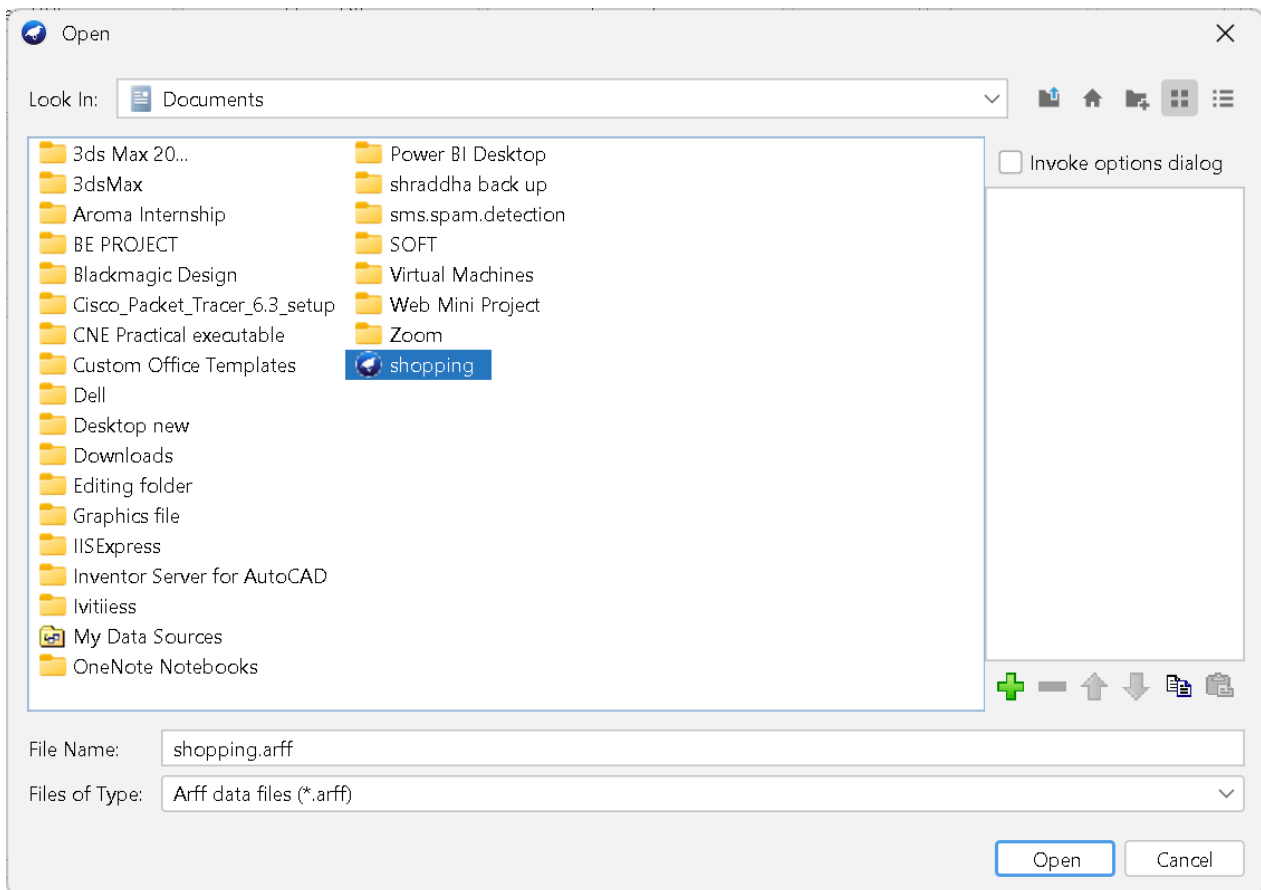 Open
Look In: Documents
Invoke options dialog
3ds Max 20...
3dsMax
Aroma Internship
BE PROJECT
Blackmagic Design
Cisco_Packet_Tracer_6.3_setup
CNE Practical executable
Custom Office Templates
Dell
Desktop new
Downloads
Editing folder
Graphics file
IISExpress
Inventor Server for AutoCAD
lvitiiess
My Data Sources
OneNote Notebooks
Power BI Desktop
shraddha back up
sms.spam.detection
SOFT
Virtual Machines
Web Mini Project
Zoom
shopping
File Name: shopping.arff
Files of Type: Arff data files (*.arff)
Open Cancel